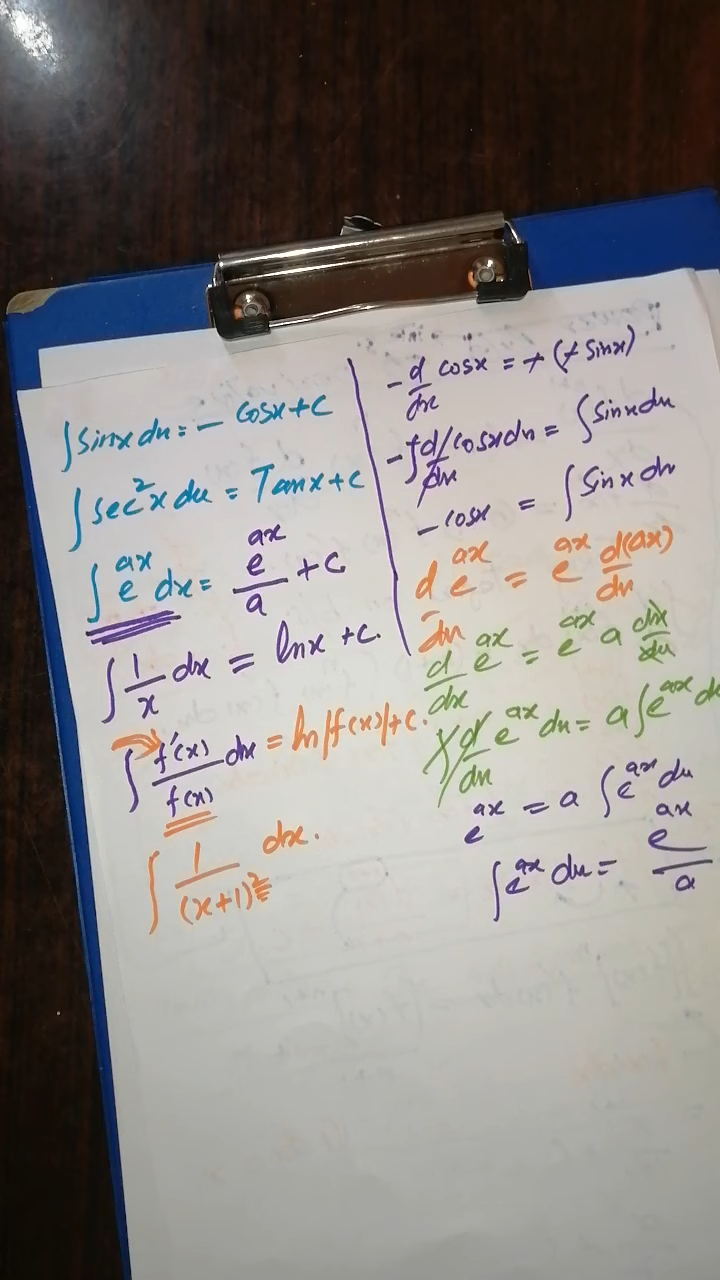 ∫sinx dx = - cosx + c
∫sec²x dx = Tanx + c
∫e^{ax} dx = e^{ax}/a + c
∫1/x dx = lnx + c.
∫f'(x)/f(x) dx = ln|f(x)| + c.
∫1/(x+1)² dx.
-d/dx cosx = +(+sinx)
-∫d/dx cosx dx = ∫sinx dx
-cosx = ∫sinx dx
d/dx e^{ax} = e^{ax} d(ax)/dx
d/dx e^{ax} = e^{ax} a dx/dx
∫d/dx e^{ax} dx = a∫e^{ax} dx
e^{ax} = a ∫e^{ax} dx
∫e^{ax} dx = e^{ax}/a